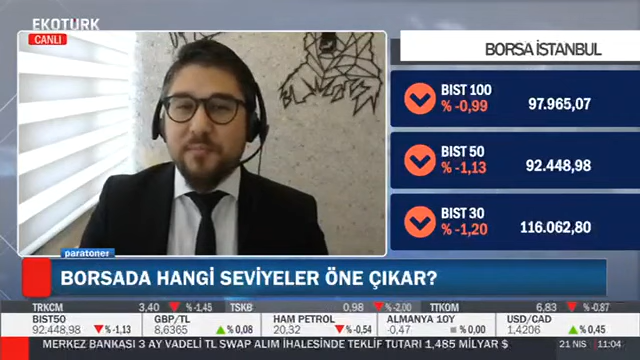 EKOTÜRK
CANLI
BORSA İSTANBUL
BIST 100
% -0,99
97.965,07
BIST 50
% -1,13
92.448,98
BIST 30
% -1,20
116.062,80
paratoner
BORSADA HANGİ SEVİYELER ÖNE ÇIKAR?
TRKCM 3,40 %-1,45 TSKB 0,98 %-2,00 TTKOM 6,83 %-0,87
BIST50 GBP/TL HAM PETROL ALMANYA 10Y USD/CAD
92.448,98 %-1,13 8,6365 %0,08 20,32 %-0,54 -0,47 % 0,00 1,4206 %0,45
MERKEZ BANKASI 3 AY VADELİ TL SWAP ALIM İHALESİNDE TEKLİF TUTARI 1,485 MİLYAR $ 21 NIS 11:04